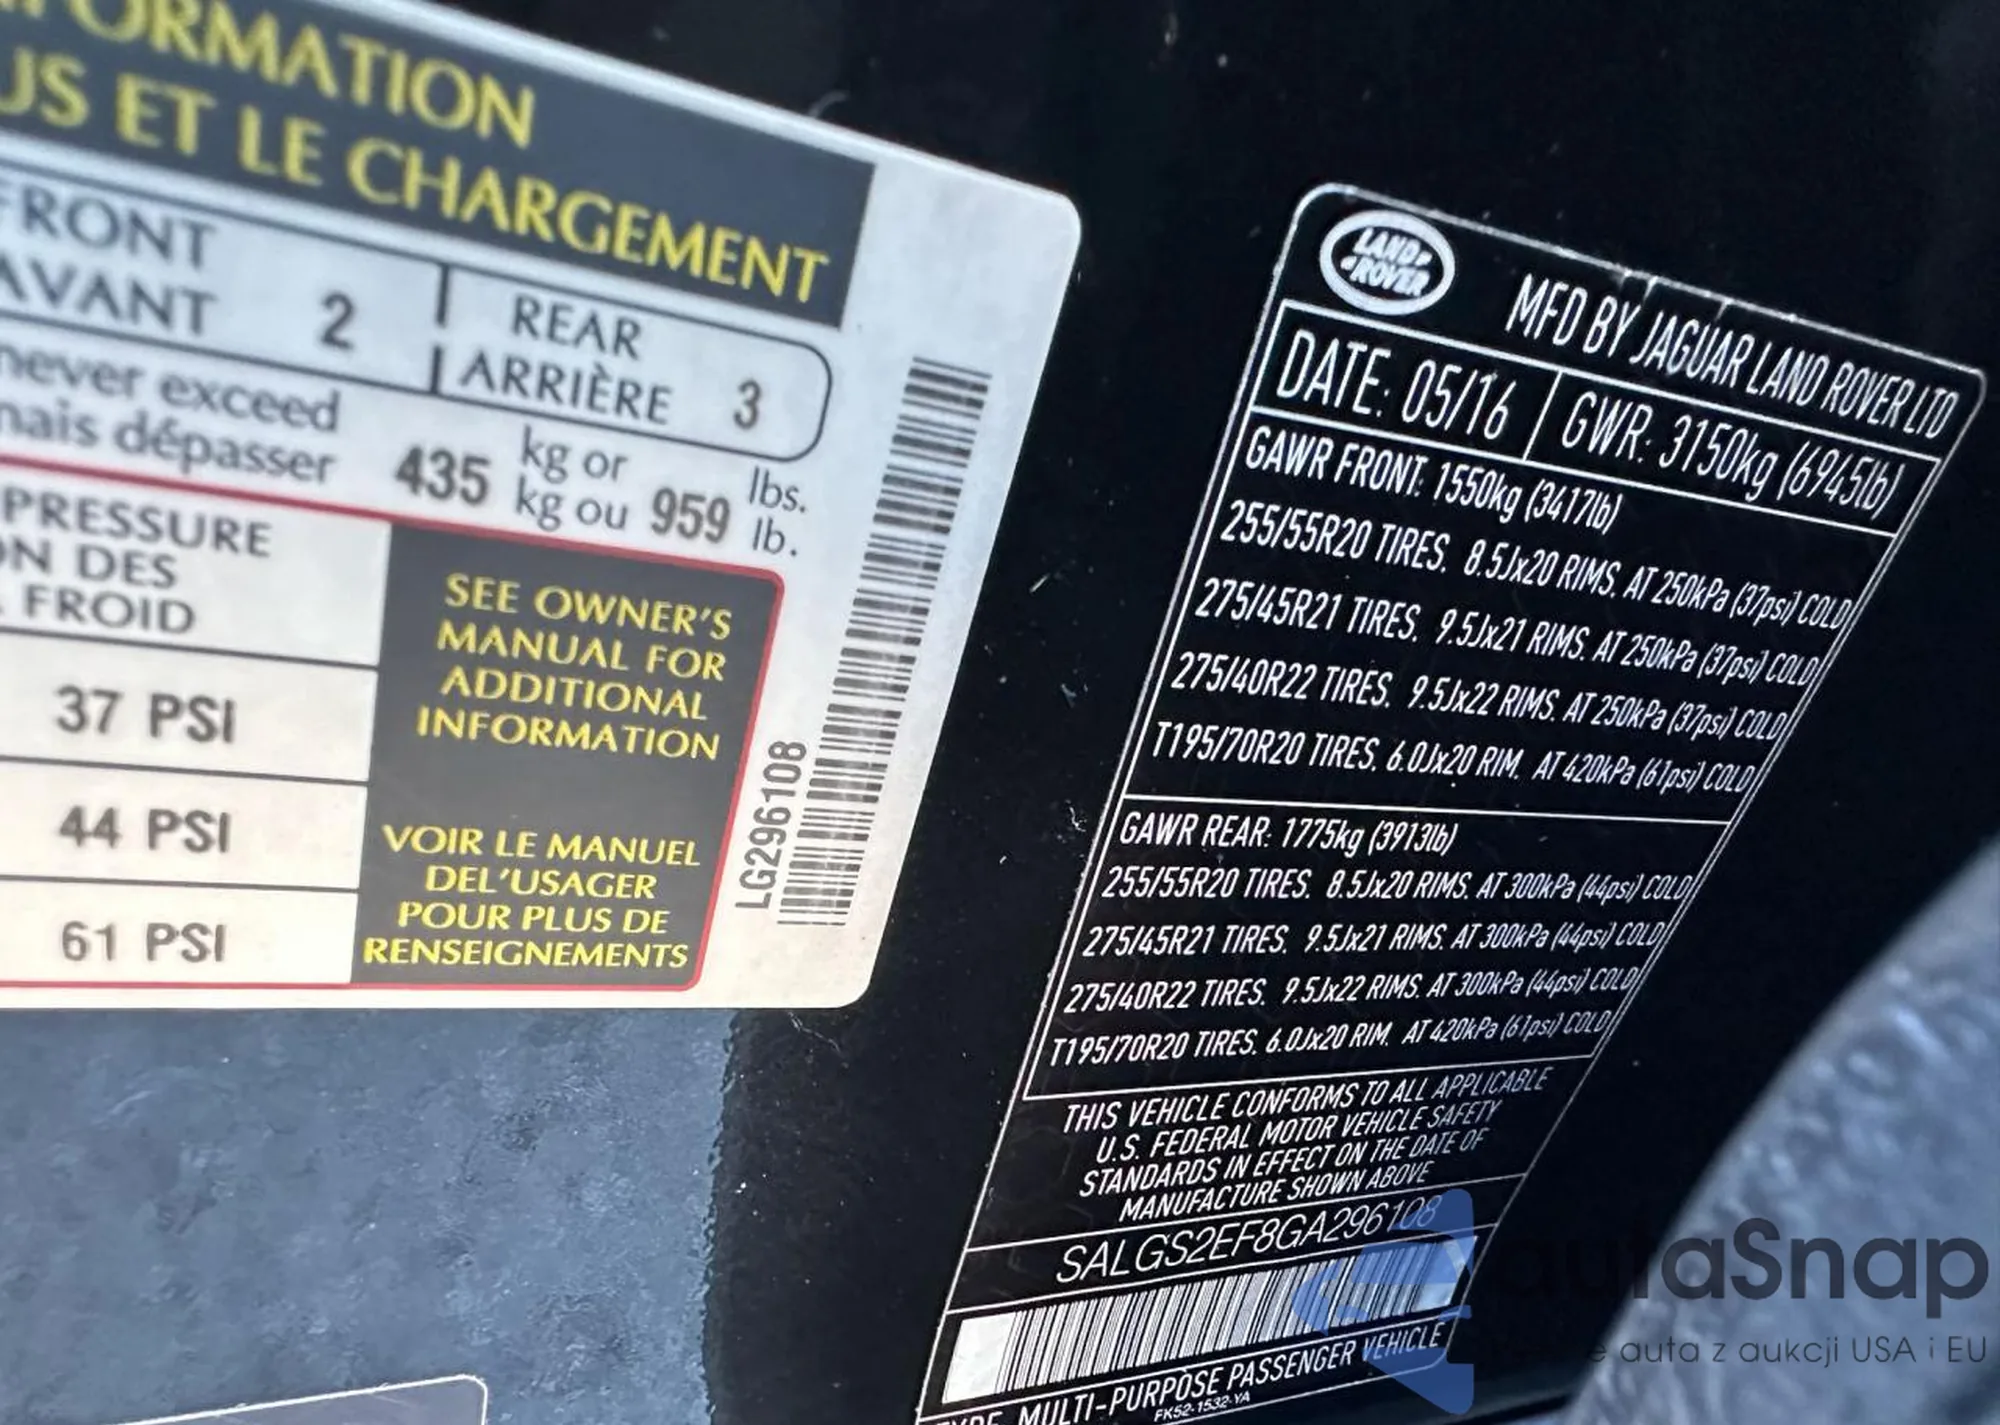 FORMATION
US ET LE CHARGEMENT
FRONT
AVANT 2
REAR
ARRIÈRE 3
never exceed
mais dépasser 435 kg or
kg ou 959 lbs.
lb.
PRESSURE
ON DES
FROID
37 PSI
44 PSI
61 PSI
SEE OWNER'S
MANUAL FOR
ADDITIONAL
INFORMATION
VOIR LE MANUEL
DEL'USAGER
POUR PLUS DE
RENSEIGNEMENTS
LG296108
LAND
ROVER
MFD BY JAGUAR LAND ROVER LTD
DATE: 05/16 GWR: 3150kg (6945lb)
GAWR FRONT: 1550kg (3417lb)
255/55R20 TIRES. 8.5Jx20 RIMS. AT 250kPa (37psi) COLD
275/45R21 TIRES. 9.5Jx21 RIMS. AT 250kPa (37psi) COLD
275/40R22 TIRES. 9.5Jx22 RIMS. AT 250kPa (37psi) COLD
T195/70R20 TIRES. 6.0Jx20 RIM. AT 420kPa (61psi) COLD
GAWR REAR: 1775kg (3913lb)
255/55R20 TIRES. 8.5Jx20 RIMS. AT 300kPa (44psi) COLD
275/45R21 TIRES. 9.5Jx21 RIMS. AT 300kPa (44psi) COLD
275/40R22 TIRES. 9.5Jx22 RIMS. AT 300kPa (44psi) COLD
T195/70R20 TIRES. 6.0Jx20 RIM. AT 420kPa (61psi) COLD
THIS VEHICLE CONFORMS TO ALL APPLICABLE
U.S. FEDERAL MOTOR VEHICLE SAFETY
STANDARDS IN EFFECT ON THE DATE OF
MANUFACTURE SHOWN ABOVE
SALGS2EF8GA296108
TYPE MULTI-PURPOSE PASSENGER VEHICLE
FK52-1532-YA
autaSnap
e auta z aukcji USA i EU